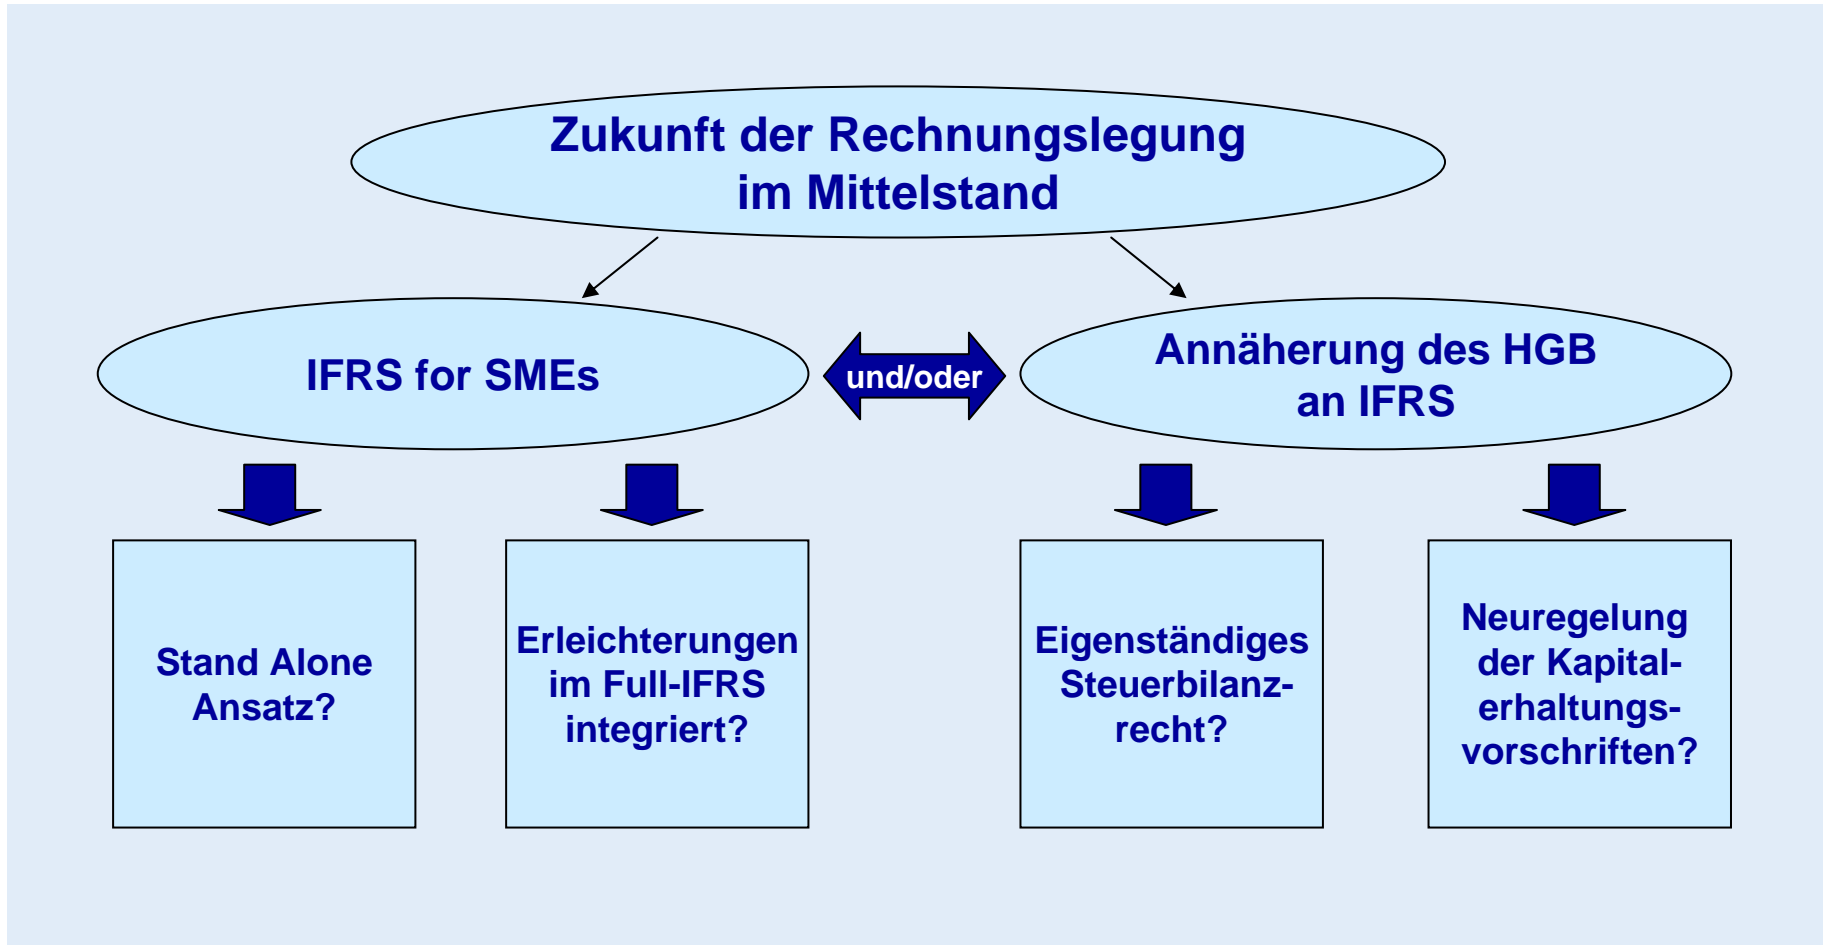 Zukunft der Rechnungslegung
im Mittelstand
IFRS for SMEs
und/oder
Annäherung des HGB
an IFRS
Stand Alone
Ansatz?
Erleichterungen
im Full-IFRS
integriert?
Eigenständiges
Steuerbilanz-
recht?
Neuregelung
der Kapital-
erhaltungs-
vorschriften?